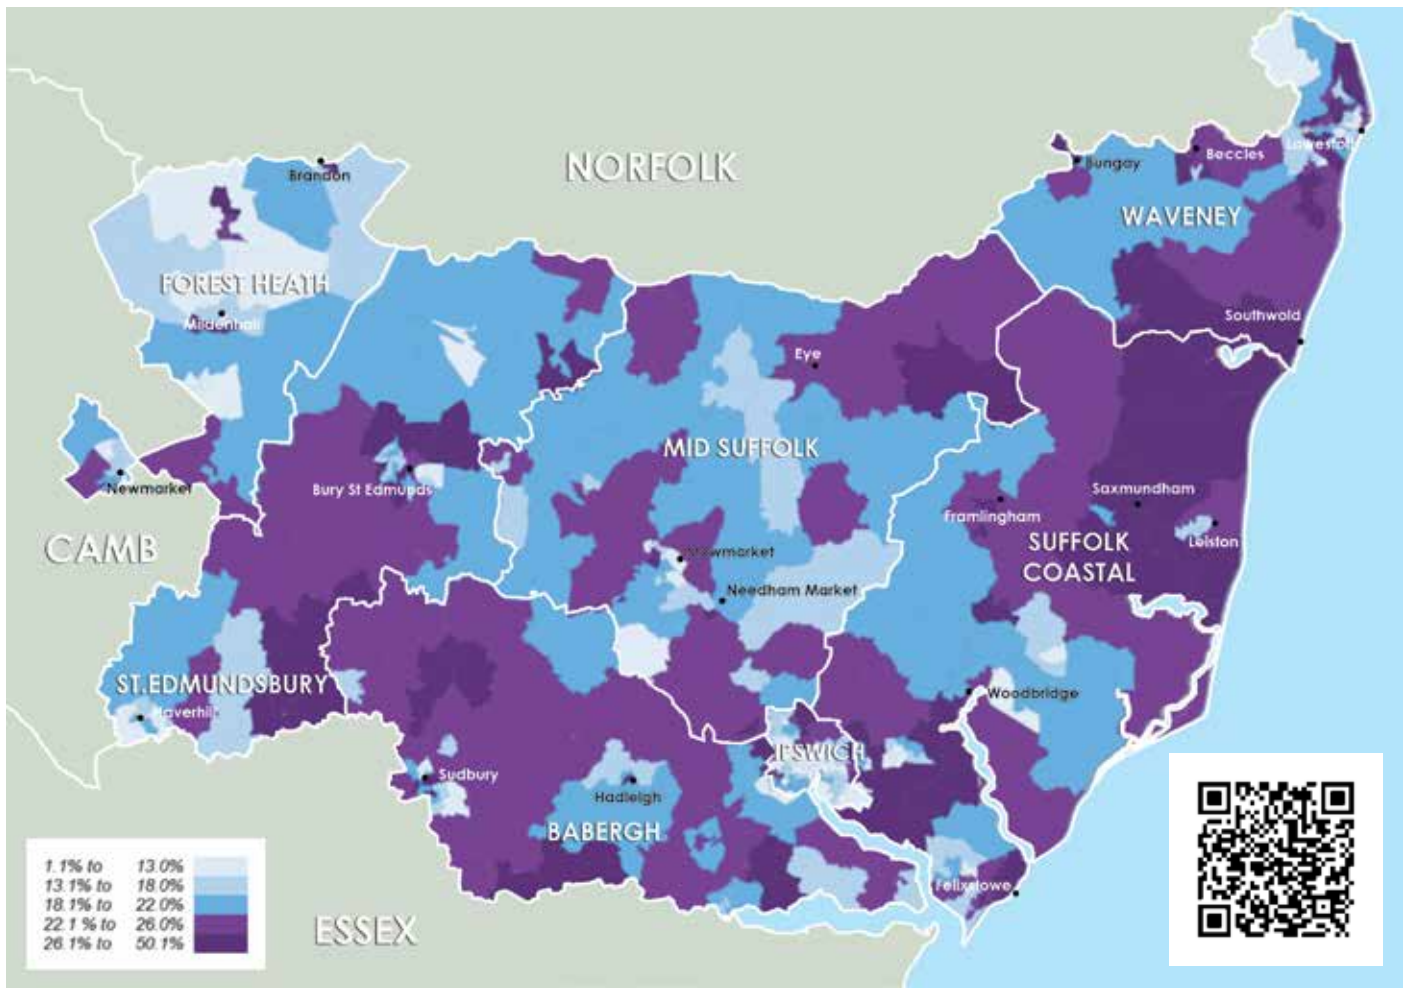 NORFOLK
Brandon
Bungay
Beccles
Lowestoft
WAVENEY
FOREST HEATH
Mildenhall
Southwold
Eye
MID SUFFOLK
Newmarket
Bury St Edmunds
Saxmundham
Framlingham
Leiston
CAMB
SUFFOLK
COASTAL
Stowmarket
Needham Market
ST.EDMUNDSBURY
Haverhill
Woodbridge
IPSWICH
Sudbury
Hadleigh
BABERGH
Felixstowe
ESSEX
1.1% to 13.0%
13.1% to 18.0%
18.1% to 22.0%
22.1 % to 26.0%
26.1% to 50.1%